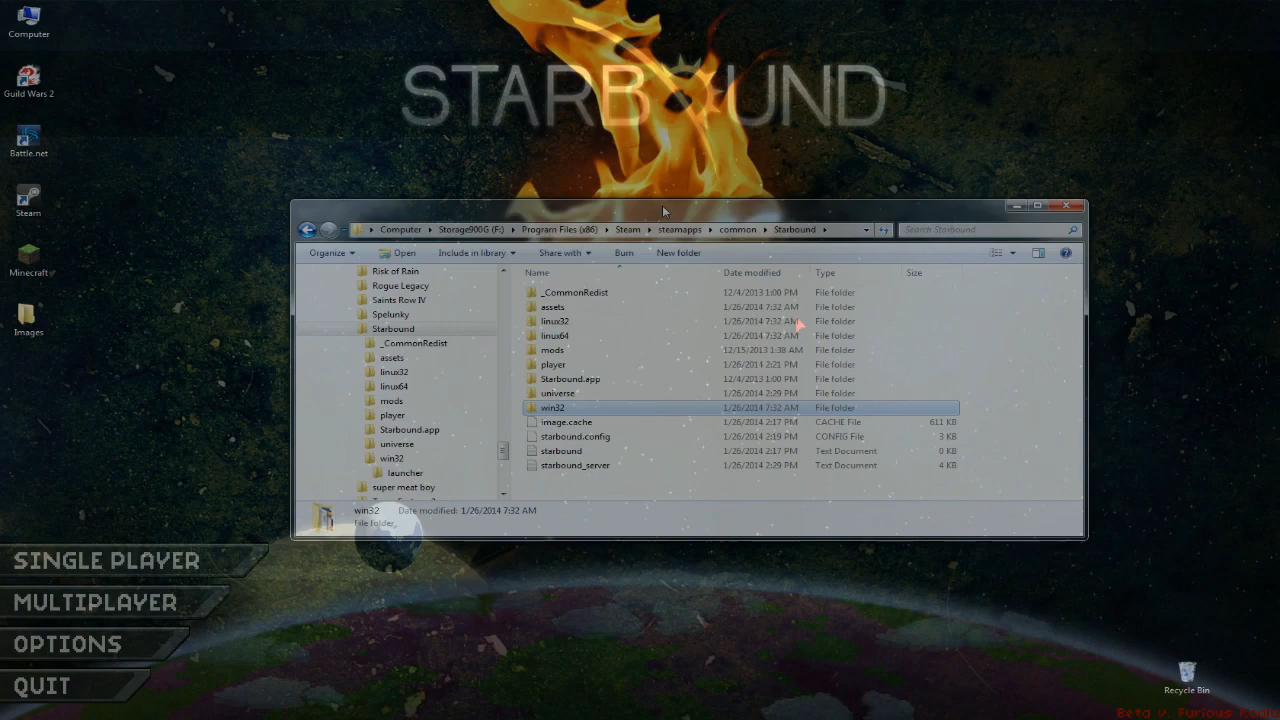 Computer
STARBOUND
Guild Wars 2
Battle.net
Steam
Minecraft
Images
Computer Storage900G (F:) Program Files (x86) Steam steamapps common Starbound Search Starbound
Organize Open Include in library Share with Burn New folder
Risk of Rain
Rogue Legacy
Saints Row IV
Spelunky
Starbound
_CommonRedist
assets
linux32
linux64
mods
player
Starbound.app
universe
win32
launcher
super meat boy
Name Date modified Type Size
_CommonRedist 12/4/2013 1:00 PM File folder
assets 1/26/2014 7:32 AM File folder
linux32 1/26/2014 7:32 AM File folder
linux64 1/26/2014 7:32 AM File folder
mods 12/15/2013 1:38 AM File folder
player 1/26/2014 2:21 PM File folder
Starbound.app 12/4/2013 1:00 PM File folder
universe 1/26/2014 2:29 PM File folder
win32 1/26/2014 7:32 AM File folder
image.cache 1/26/2014 2:17 PM CACHE File 611 KB
starbound.config 1/26/2014 2:19 PM CONFIG File 3 KB
starbound 1/26/2014 2:17 PM Text Document 0 KB
starbound_server 1/26/2014 2:29 PM Text Document 4 KB
win32 Date modified: 1/26/2014 7:32 AM
File folder
SINGLE PLAYER
MULTIPLAYER
OPTIONS
QUIT
Recycle Bin
Beta v. Furious